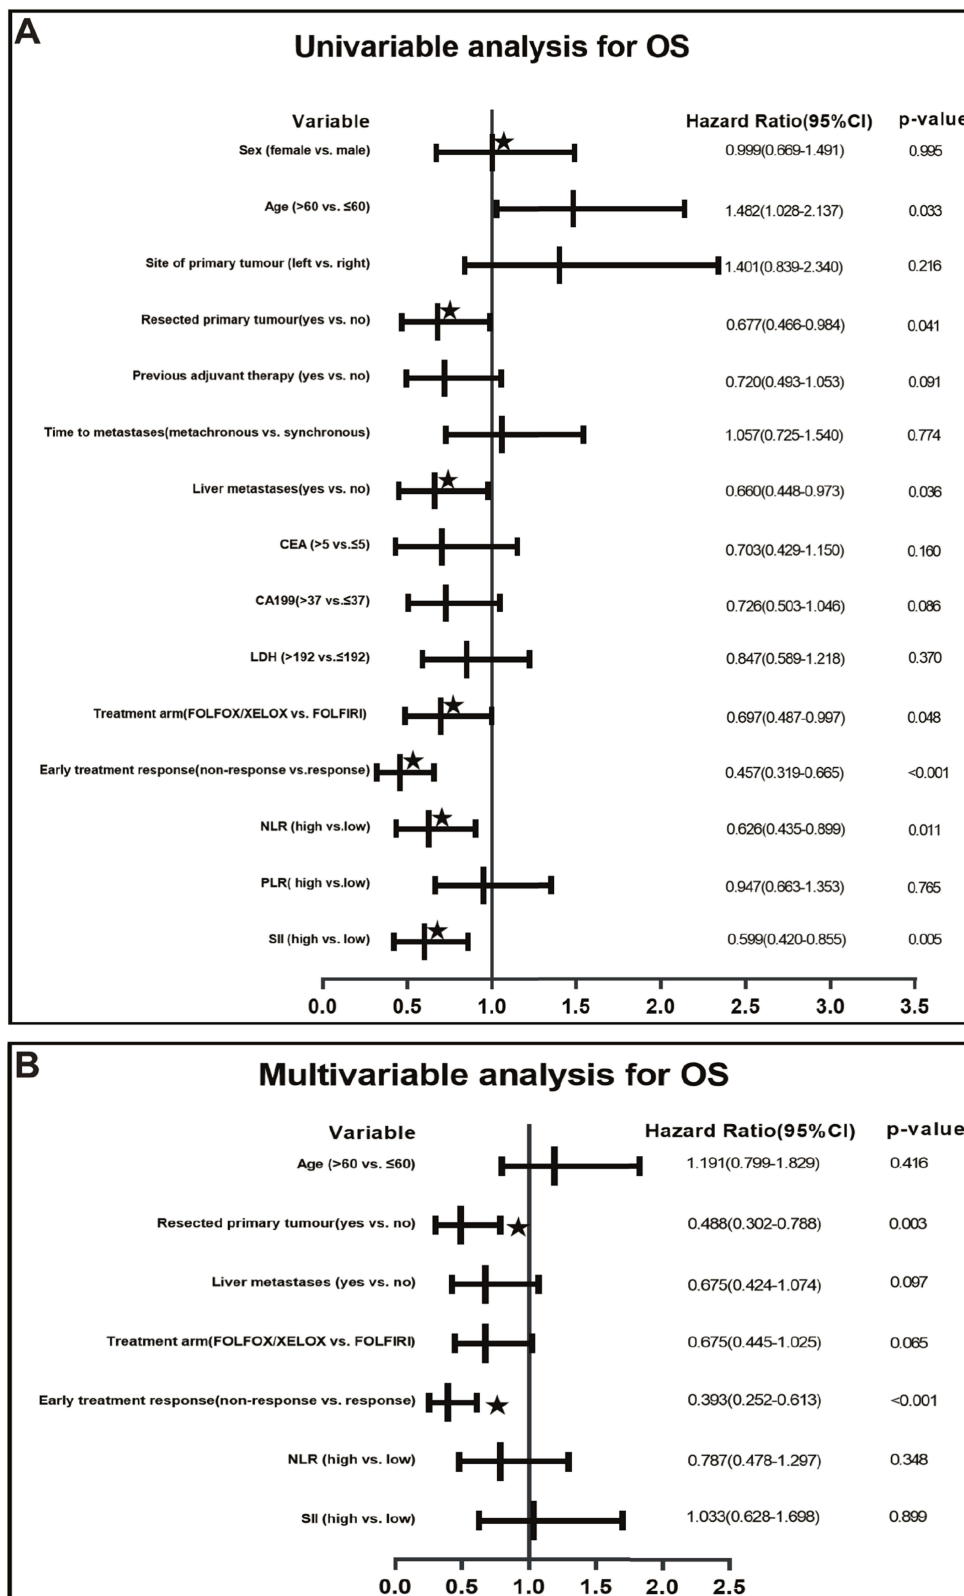 A
Univariable analysis for OS
Variable Hazard Ratio(95%CI) p-value
Sex (female vs. male) 0.999(0.669-1.491) 0.995
Age (>60 vs. ≤60) 1.482(1.028-2.137) 0.033
Site of primary tumour (left vs. right) 1.401(0.839-2.340) 0.216
Resected primary tumour(yes vs. no) 0.677(0.466-0.984) 0.041
Previous adjuvant therapy (yes vs. no) 0.720(0.493-1.053) 0.091
Time to metastases(metachronous vs. synchronous) 1.057(0.725-1.540) 0.774
Liver metastases(yes vs. no) 0.660(0.448-0.973) 0.036
CEA (>5 vs.≤5) 0.703(0.429-1.150) 0.160
CA199(>37 vs.≤37) 0.726(0.503-1.046) 0.086
LDH (>192 vs.≤192) 0.847(0.589-1.218) 0.370
Treatment arm(FOLFOX/XELOX vs. FOLFIRI) 0.697(0.487-0.997) 0.048
Early treatment response(non-response vs.response) 0.457(0.319-0.665) <0.001
NLR (high vs.low) 0.626(0.435-0.899) 0.011
PLR( high vs.low) 0.947(0.663-1.353) 0.765
SII (high vs. low) 0.599(0.420-0.855) 0.005
0.0 0.5 1.0 1.5 2.0 2.5 3.0 3.5
B
Multivariable analysis for OS
Variable Hazard Ratio(95%CI) p-value
Age (>60 vs. ≤60) 1.191(0.799-1.829) 0.416
Resected primary tumour(yes vs. no) 0.488(0.302-0.788) 0.003
Liver metastases (yes vs. no) 0.675(0.424-1.074) 0.097
Treatment arm(FOLFOX/XELOX vs. FOLFIRI) 0.675(0.445-1.025) 0.065
Early treatment response(non-response vs. response) 0.393(0.252-0.613) <0.001
NLR (high vs. low) 0.787(0.478-1.297) 0.348
SII (high vs. low) 1.033(0.628-1.698) 0.899
0.0 0.5 1.0 1.5 2.0 2.5